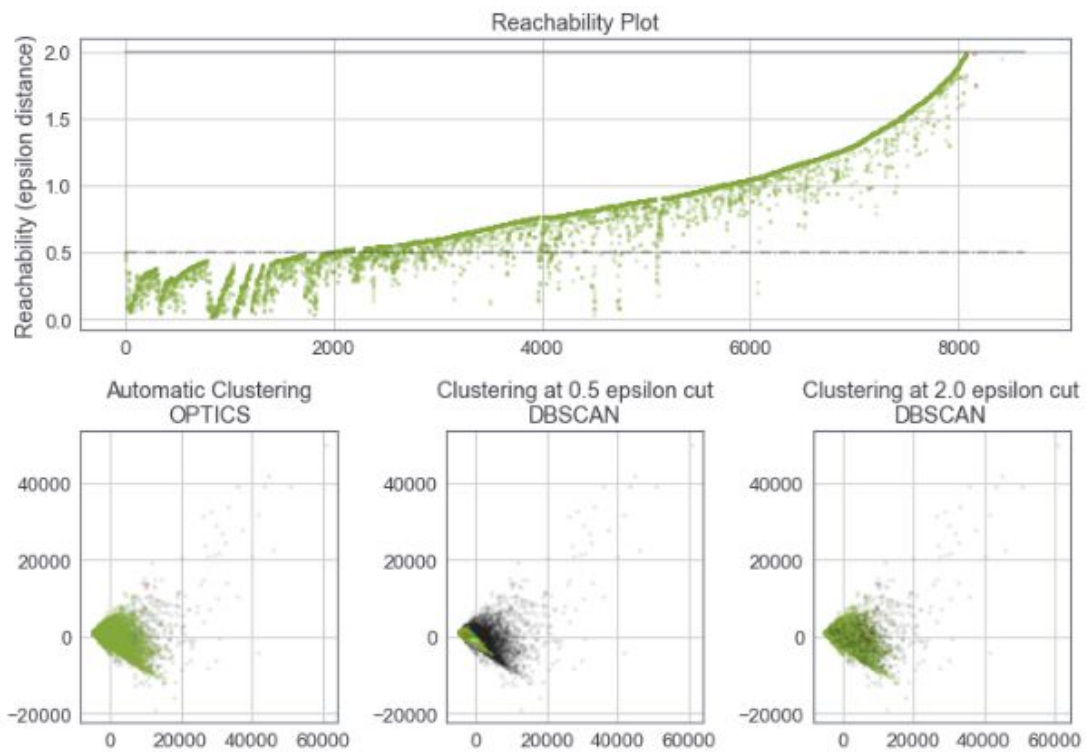 Reachability Plot
Reachability (epsilon distance)
2.0
1.5
1.0
0.5
0.0
0 2000 4000 6000 8000
Automatic Clustering
OPTICS
Clustering at 0.5 epsilon cut
DBSCAN
Clustering at 2.0 epsilon cut
DBSCAN
40000
20000
0
−20000
0 20000 40000 60000
40000
20000
0
−20000
0 20000 40000 60000
40000
20000
0
−20000
0 20000 40000 60000